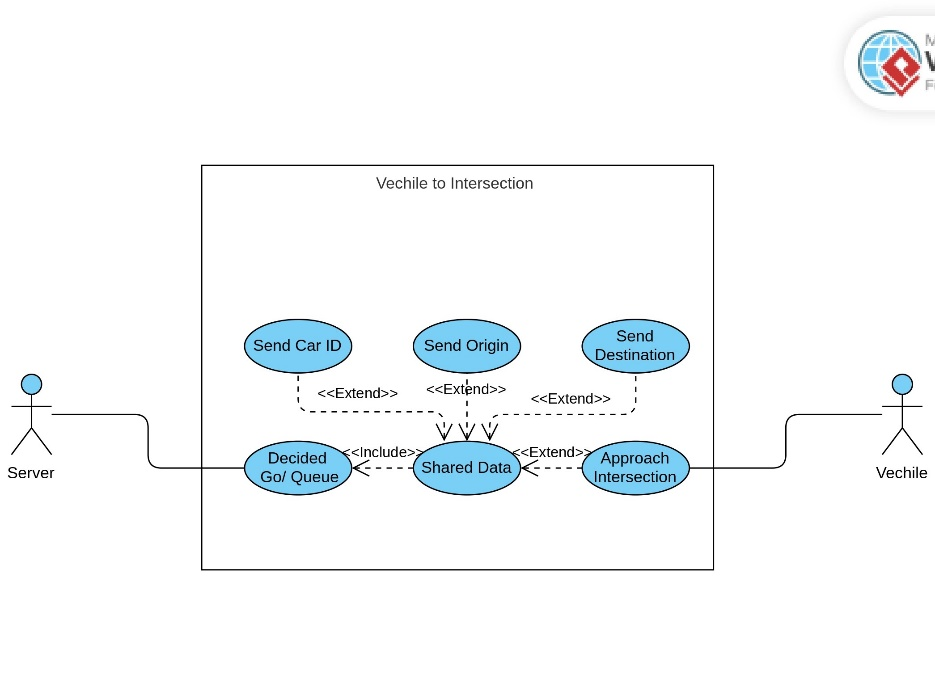 Vechile to Intersection
Send Car ID
Send Origin
Send
Destination
<<Extend>>
<<Extend>>
<<Extend>>
Decided
Go/ Queue
<<Include>>
Shared Data
<<Extend>>
Approach
Intersection
Server
Vechile